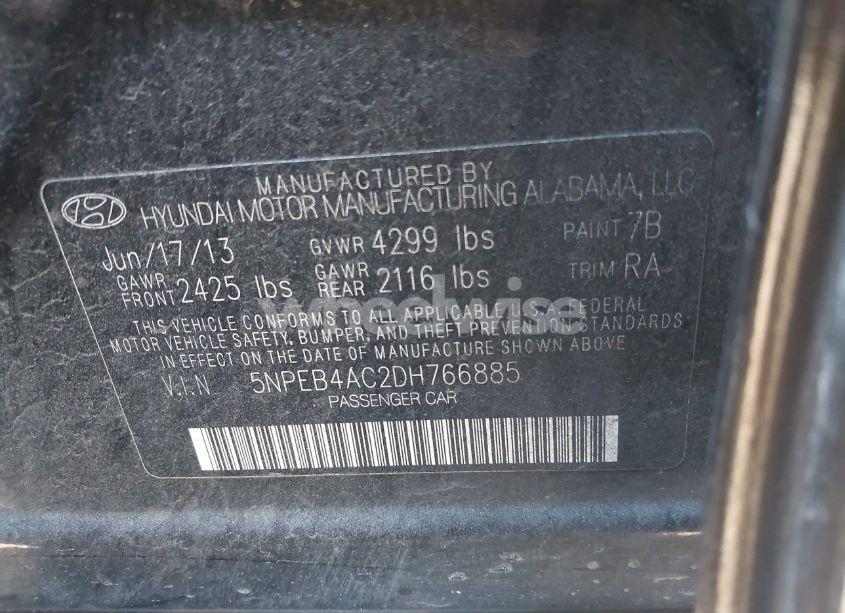 MANUFACTURED BY
HYUNDAI MOTOR MANUFACTURING ALABAMA, LLC
Jun/17/13 GVWR 4299 lbs PAINT 7B
GAWR FRONT 2425 lbs GAWR REAR 2116 lbs TRIM RA
wheelwise
THIS VEHICLE CONFORMS TO ALL APPLICABLE U.S.A FEDERAL
MOTOR VEHICLE SAFETY, BUMPER, AND THEFT PREVENTION STANDARDS
IN EFFECT ON THE DATE OF MANUFACTURE SHOWN ABOVE
V.I.N 5NPEB4AC2DH766885
PASSENGER CAR